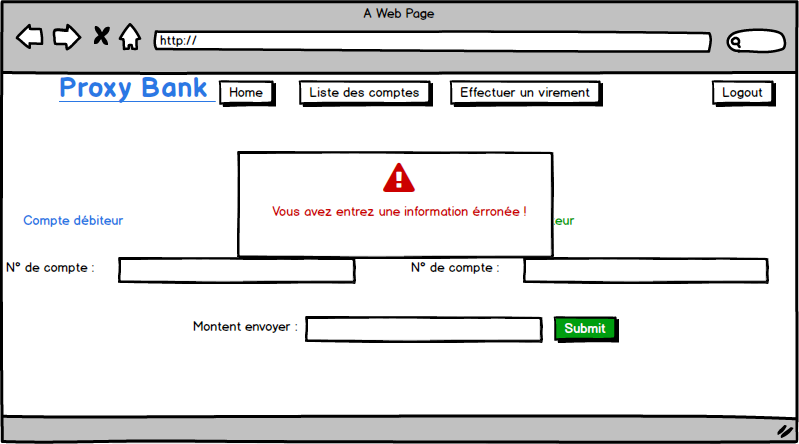 A Web Page
http://
Proxy Bank
Home
Liste des comptes
Effectuer un virement
Logout
Vous avez entrez une information érronée !
Compte débiteur
N° de compte :
N° de compte :
Montent envoyer :
Submit